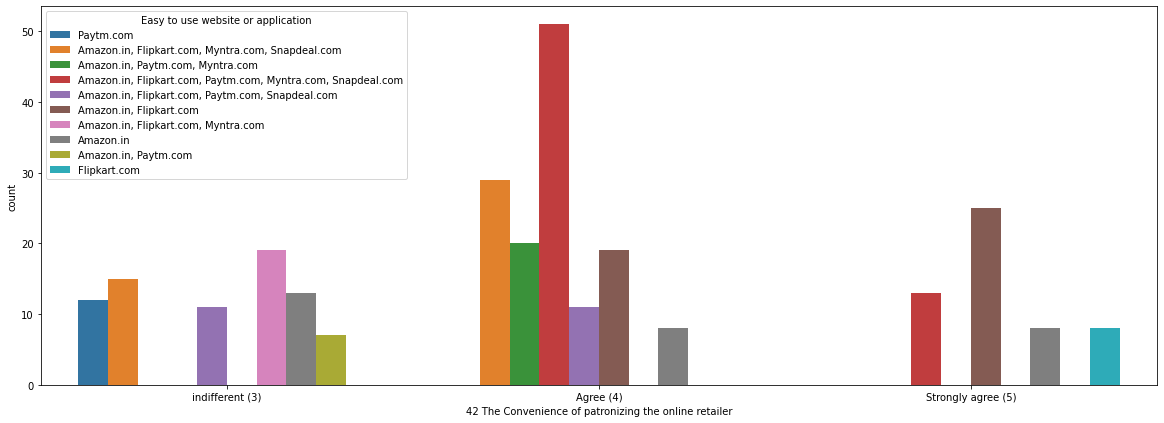 Easy to use website or application
Paytm.com
Amazon.in, Flipkart.com, Myntra.com, Snapdeal.com
Amazon.in, Paytm.com, Myntra.com
Amazon.in, Flipkart.com, Paytm.com, Myntra.com, Snapdeal.com
Amazon.in, Flipkart.com, Paytm.com, Snapdeal.com
Amazon.in, Flipkart.com
Amazon.in, Flipkart.com, Myntra.com
Amazon.in
Amazon.in, Paytm.com
Flipkart.com
50
40
30
20
10
0
count
indifferent (3)
Agree (4)
Strongly agree (5)
42 The Convenience of patronizing the online retailer